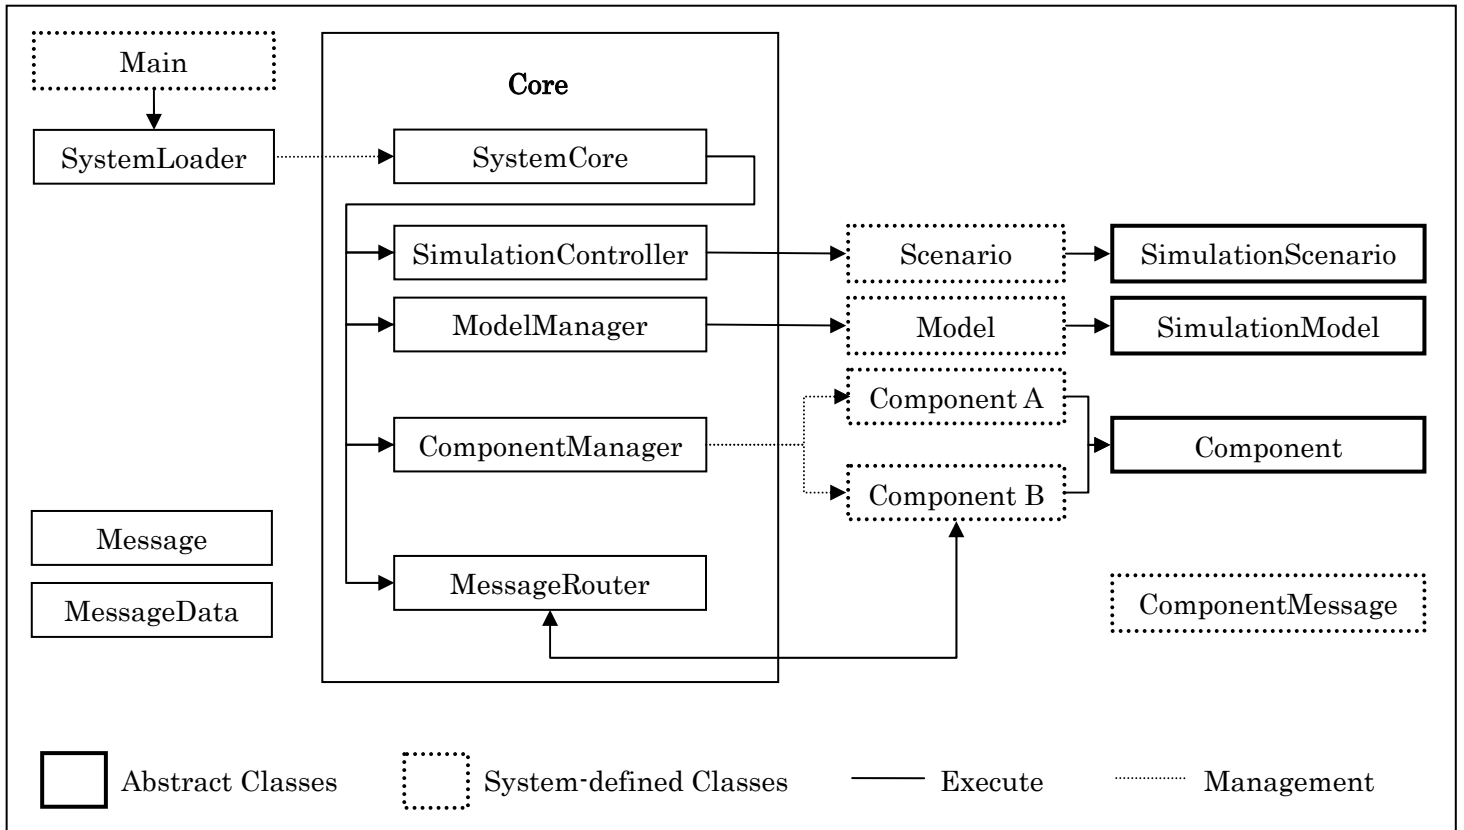 Main
Core
SystemLoader
SystemCore
SimulationController
Scenario
SimulationScenario
ModelManager
Model
SimulationModel
Component A
ComponentManager
Component
Component B
Message
MessageRouter
MessageData
ComponentMessage
Abstract Classes
System-defined Classes
Execute
Management